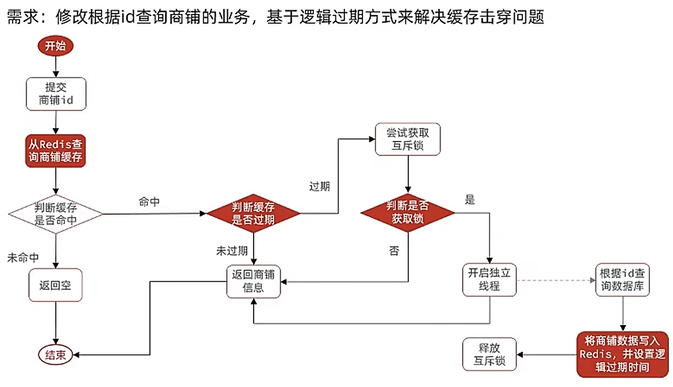 需求：修改根据id查询商铺的业务，基于逻辑过期方式来解决缓存击穿问题
开始
提交
商铺id
从Redis查
询商铺缓存
判断缓存
是否命中
命中
未命中
返回空
结束
判断缓存
是否过期
过期
未过期
返回商铺
信息
尝试获取
互斥锁
判断是否
获取锁
是
否
开启独立
线程
根据id查
询数据库
将商铺数据写入
Redis，并设置逻
辑过期时间
释放
互斥锁